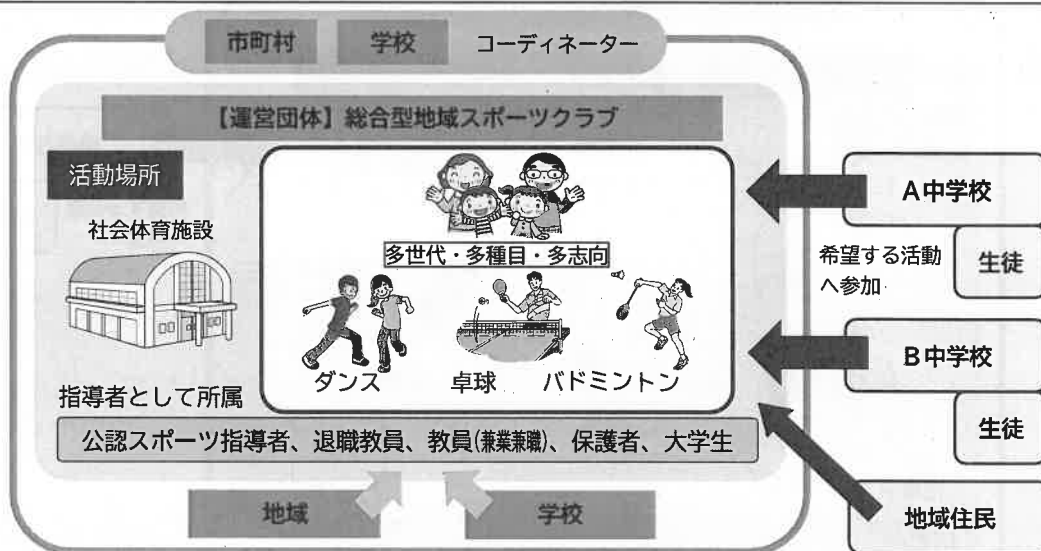 市町村 学校 コーディネーター
【運営団体】総合型地域スポーツクラブ
活動場所
社会体育施設
多世代・多種目・多志向
ダンス 卓球 バドミントン
指導者として所属
公認スポーツ指導者、退職教員、教員(兼業兼職)、保護者、大学生
地域 学校
A中学校
希望する活動
へ参加
生徒
B中学校
生徒
地域住民